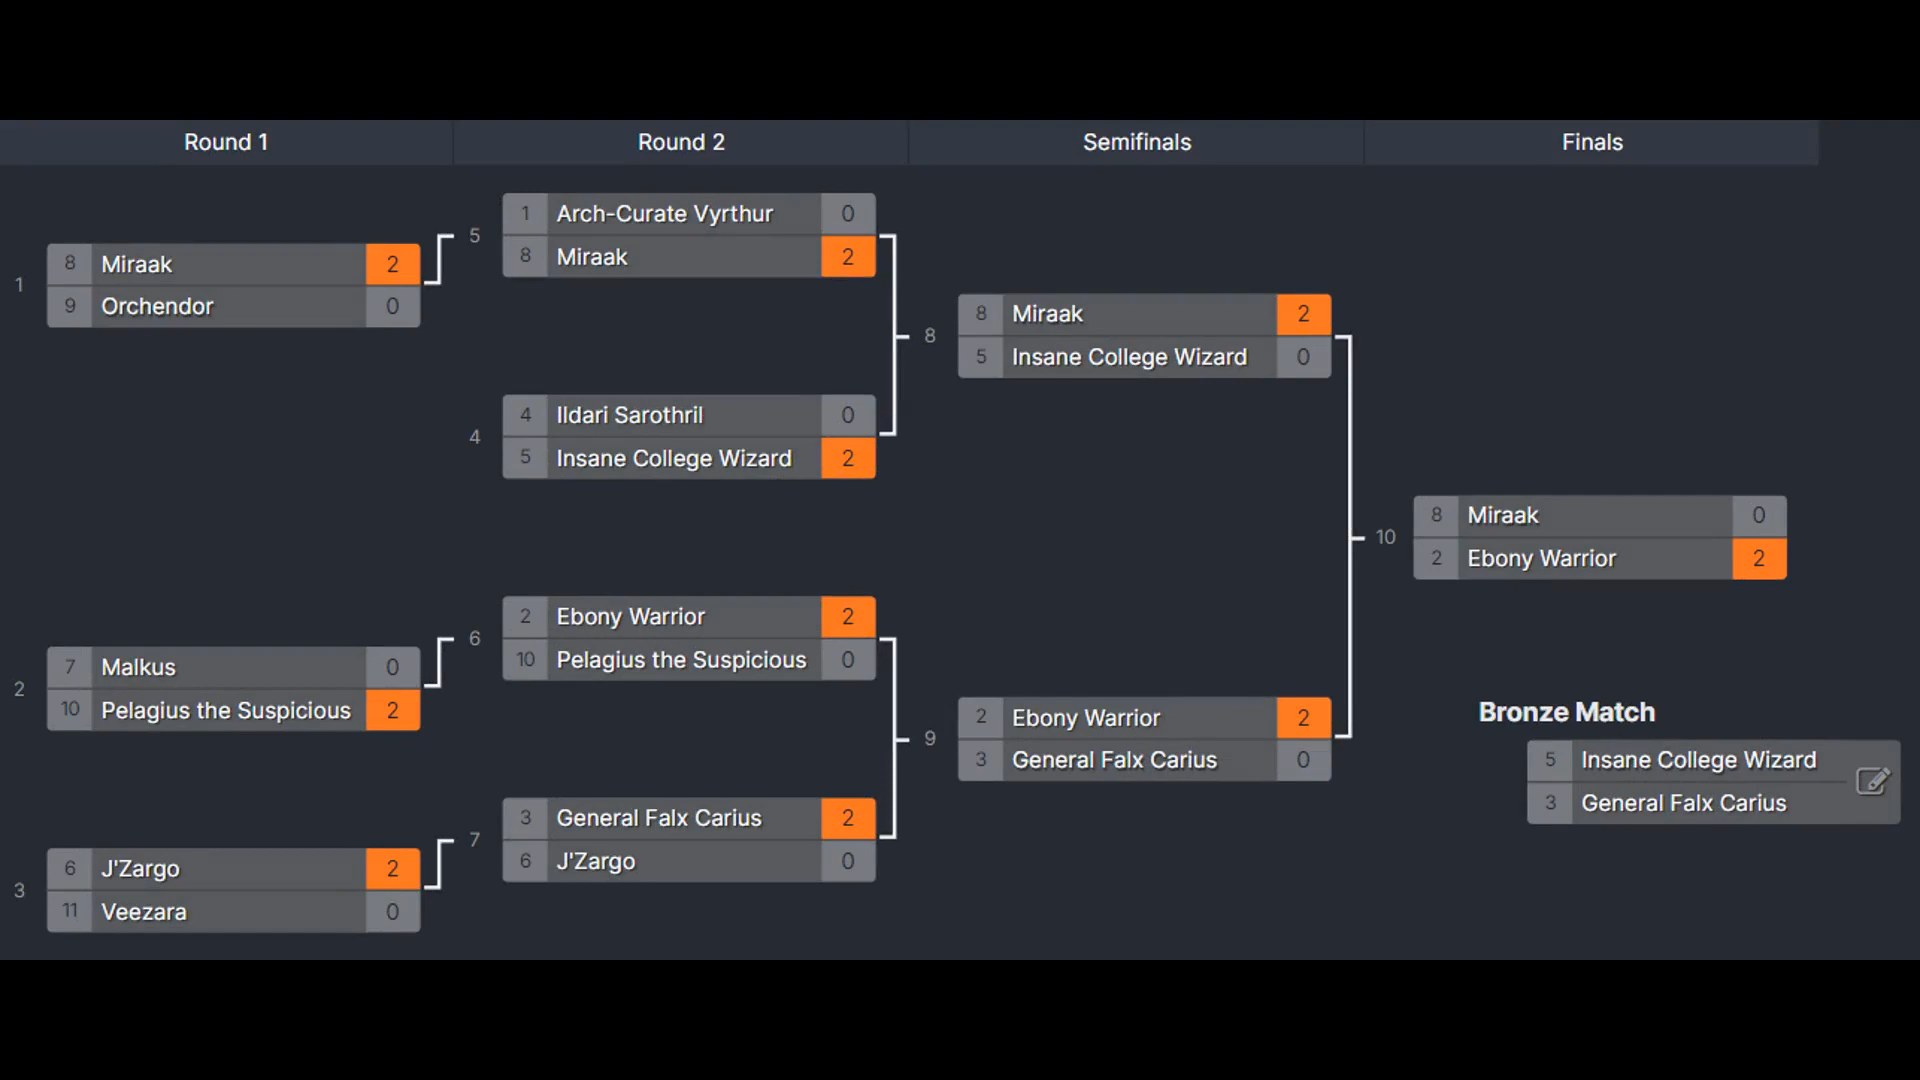 Round 1
Round 2
Semifinals
Finals
1
8 Miraak 2
9 Orchendor 0
2
7 Malkus 0
10 Pelagius the Suspicious 2
3
6 J'Zargo 2
11 Veezara 0
5
1 Arch-Curate Vyrthur 0
8 Miraak 2
4
4 Ildari Sarothril 0
5 Insane College Wizard 2
6
2 Ebony Warrior 2
10 Pelagius the Suspicious 0
7
3 General Falx Carius 2
6 J'Zargo 0
8
8 Miraak 2
5 Insane College Wizard 0
9
2 Ebony Warrior 2
3 General Falx Carius 0
10
8 Miraak 0
2 Ebony Warrior 2
Bronze Match
5 Insane College Wizard
3 General Falx Carius